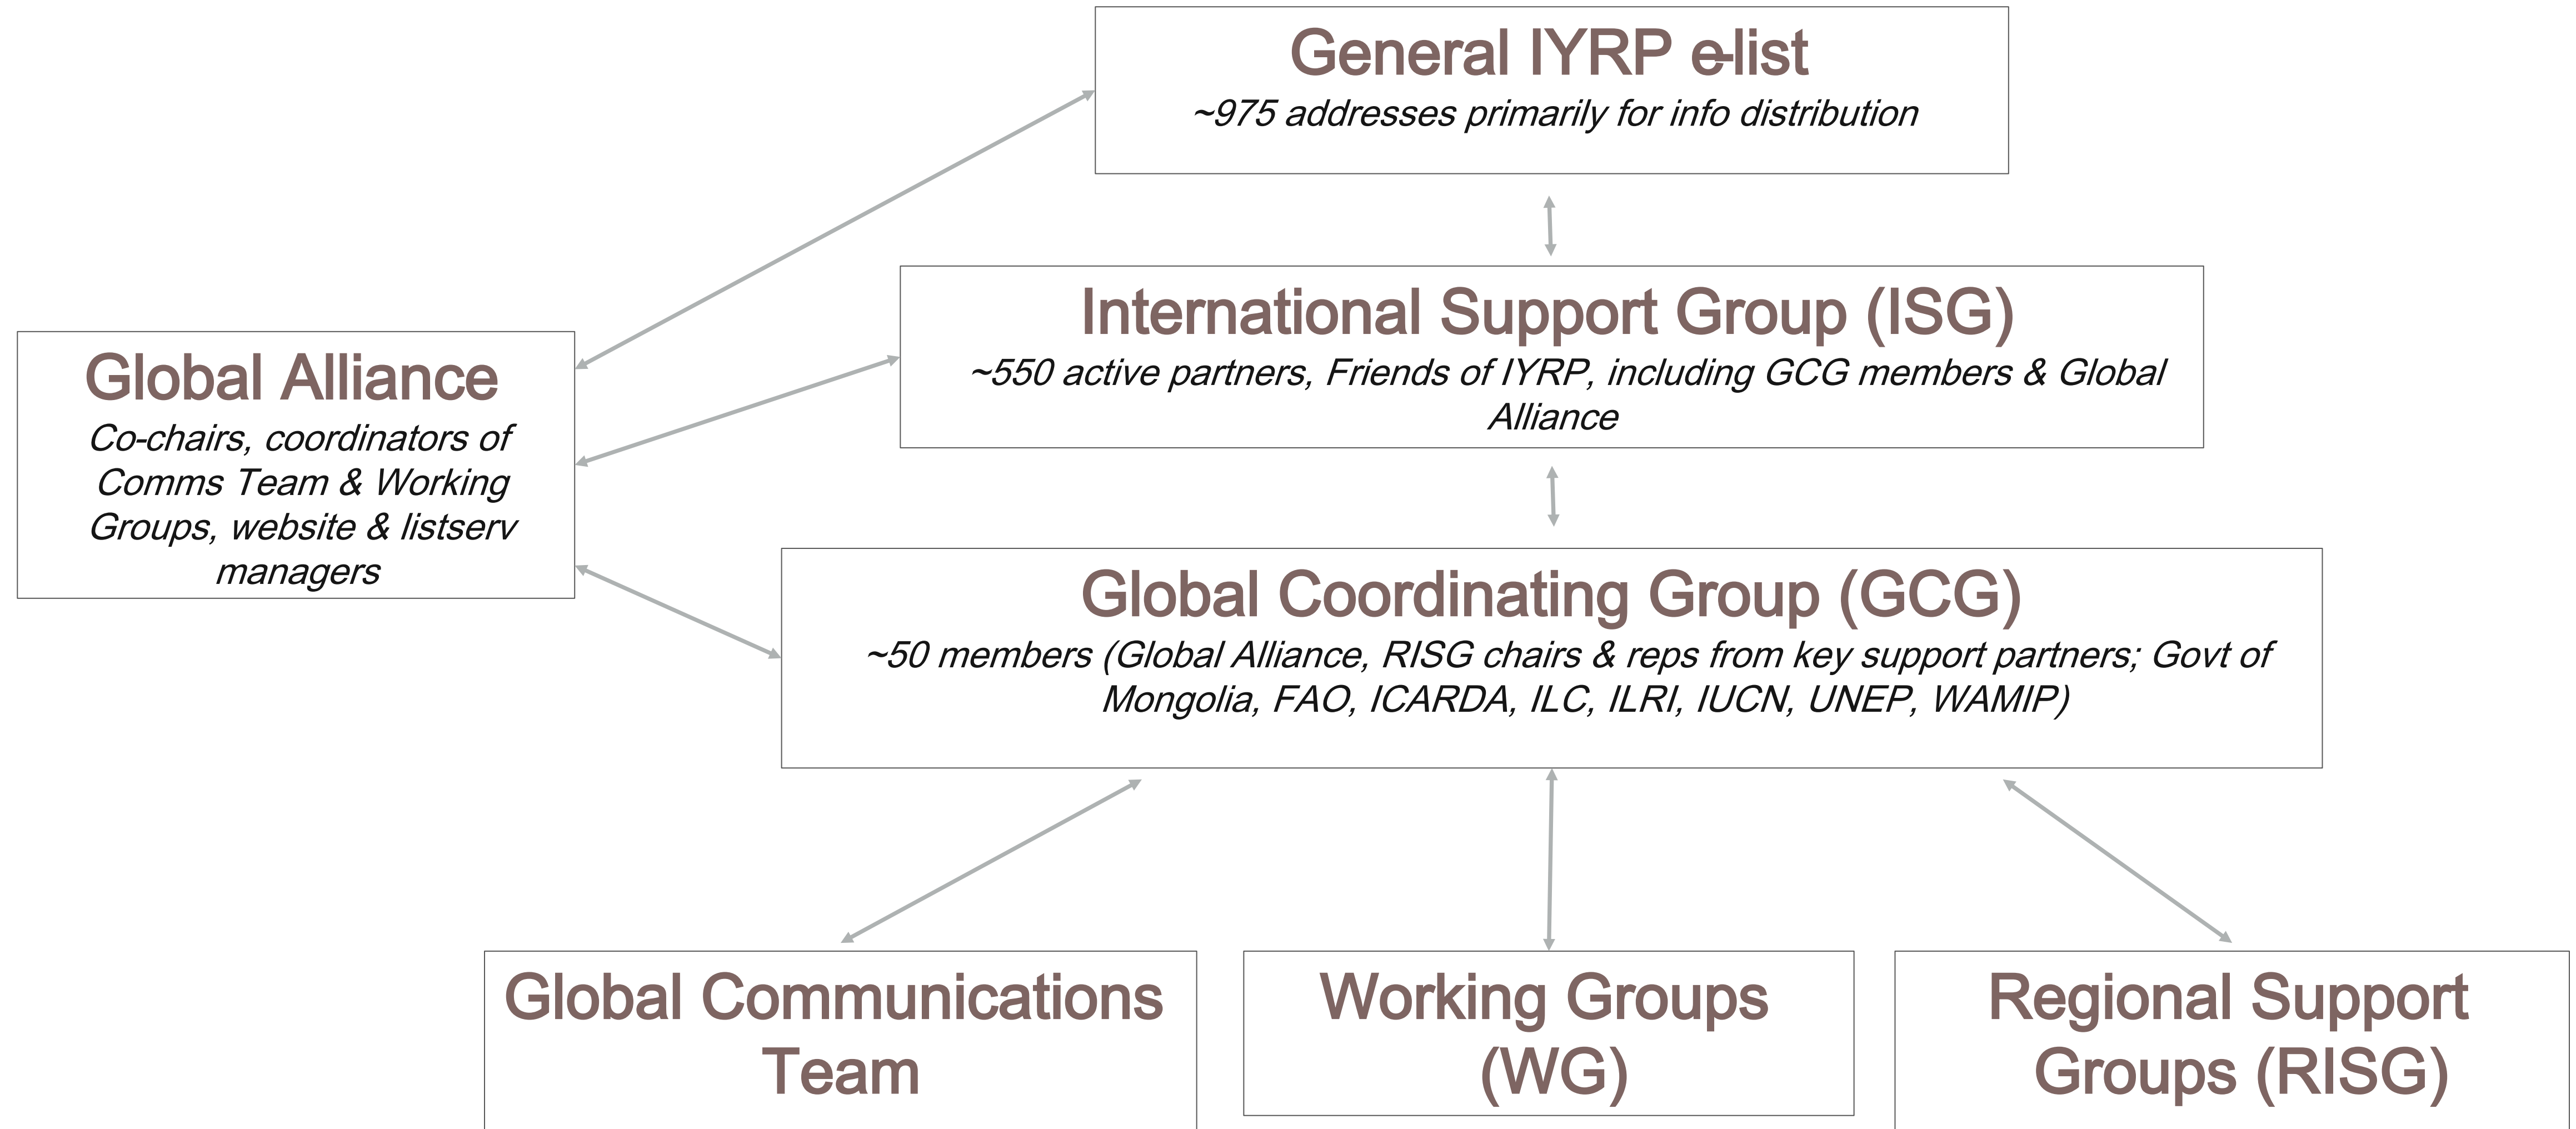 General IYRP e-list
~975 addresses primarily for info distribution
International Support Group (ISG)
~550 active partners, Friends of IYRP, including GCG members & Global
Alliance
Global Alliance
Co-chairs, coordinators of
Comms Team & Working
Groups, website & listserv
managers
Global Coordinating Group (GCG)
~50 members (Global Alliance, RISG chairs & reps from key support partners; Govt of
Mongolia, FAO, ICARDA, ILC, ILRI, IUCN, UNEP, WAMIP)
Global Communications
Team
Working Groups
(WG)
Regional Support
Groups (RISG)